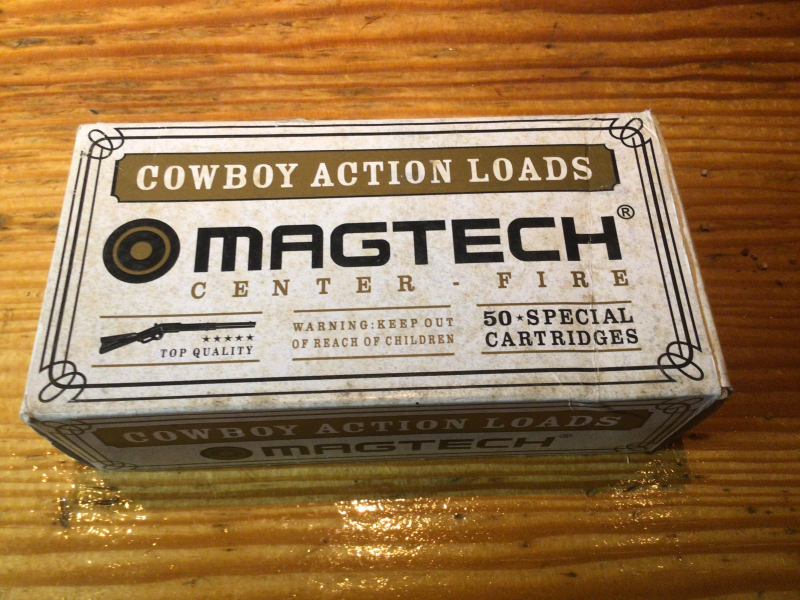 COWBOY ACTION LOADS
MAGTECH®
CENTER-FIRE
★★★★★
TOP QUALITY
WARNING:KEEP OUT
OF REACH OF CHILDREN
50★SPECIAL
CARTRIDGES
COWBOY ACTION LOADS
MAGTECH®